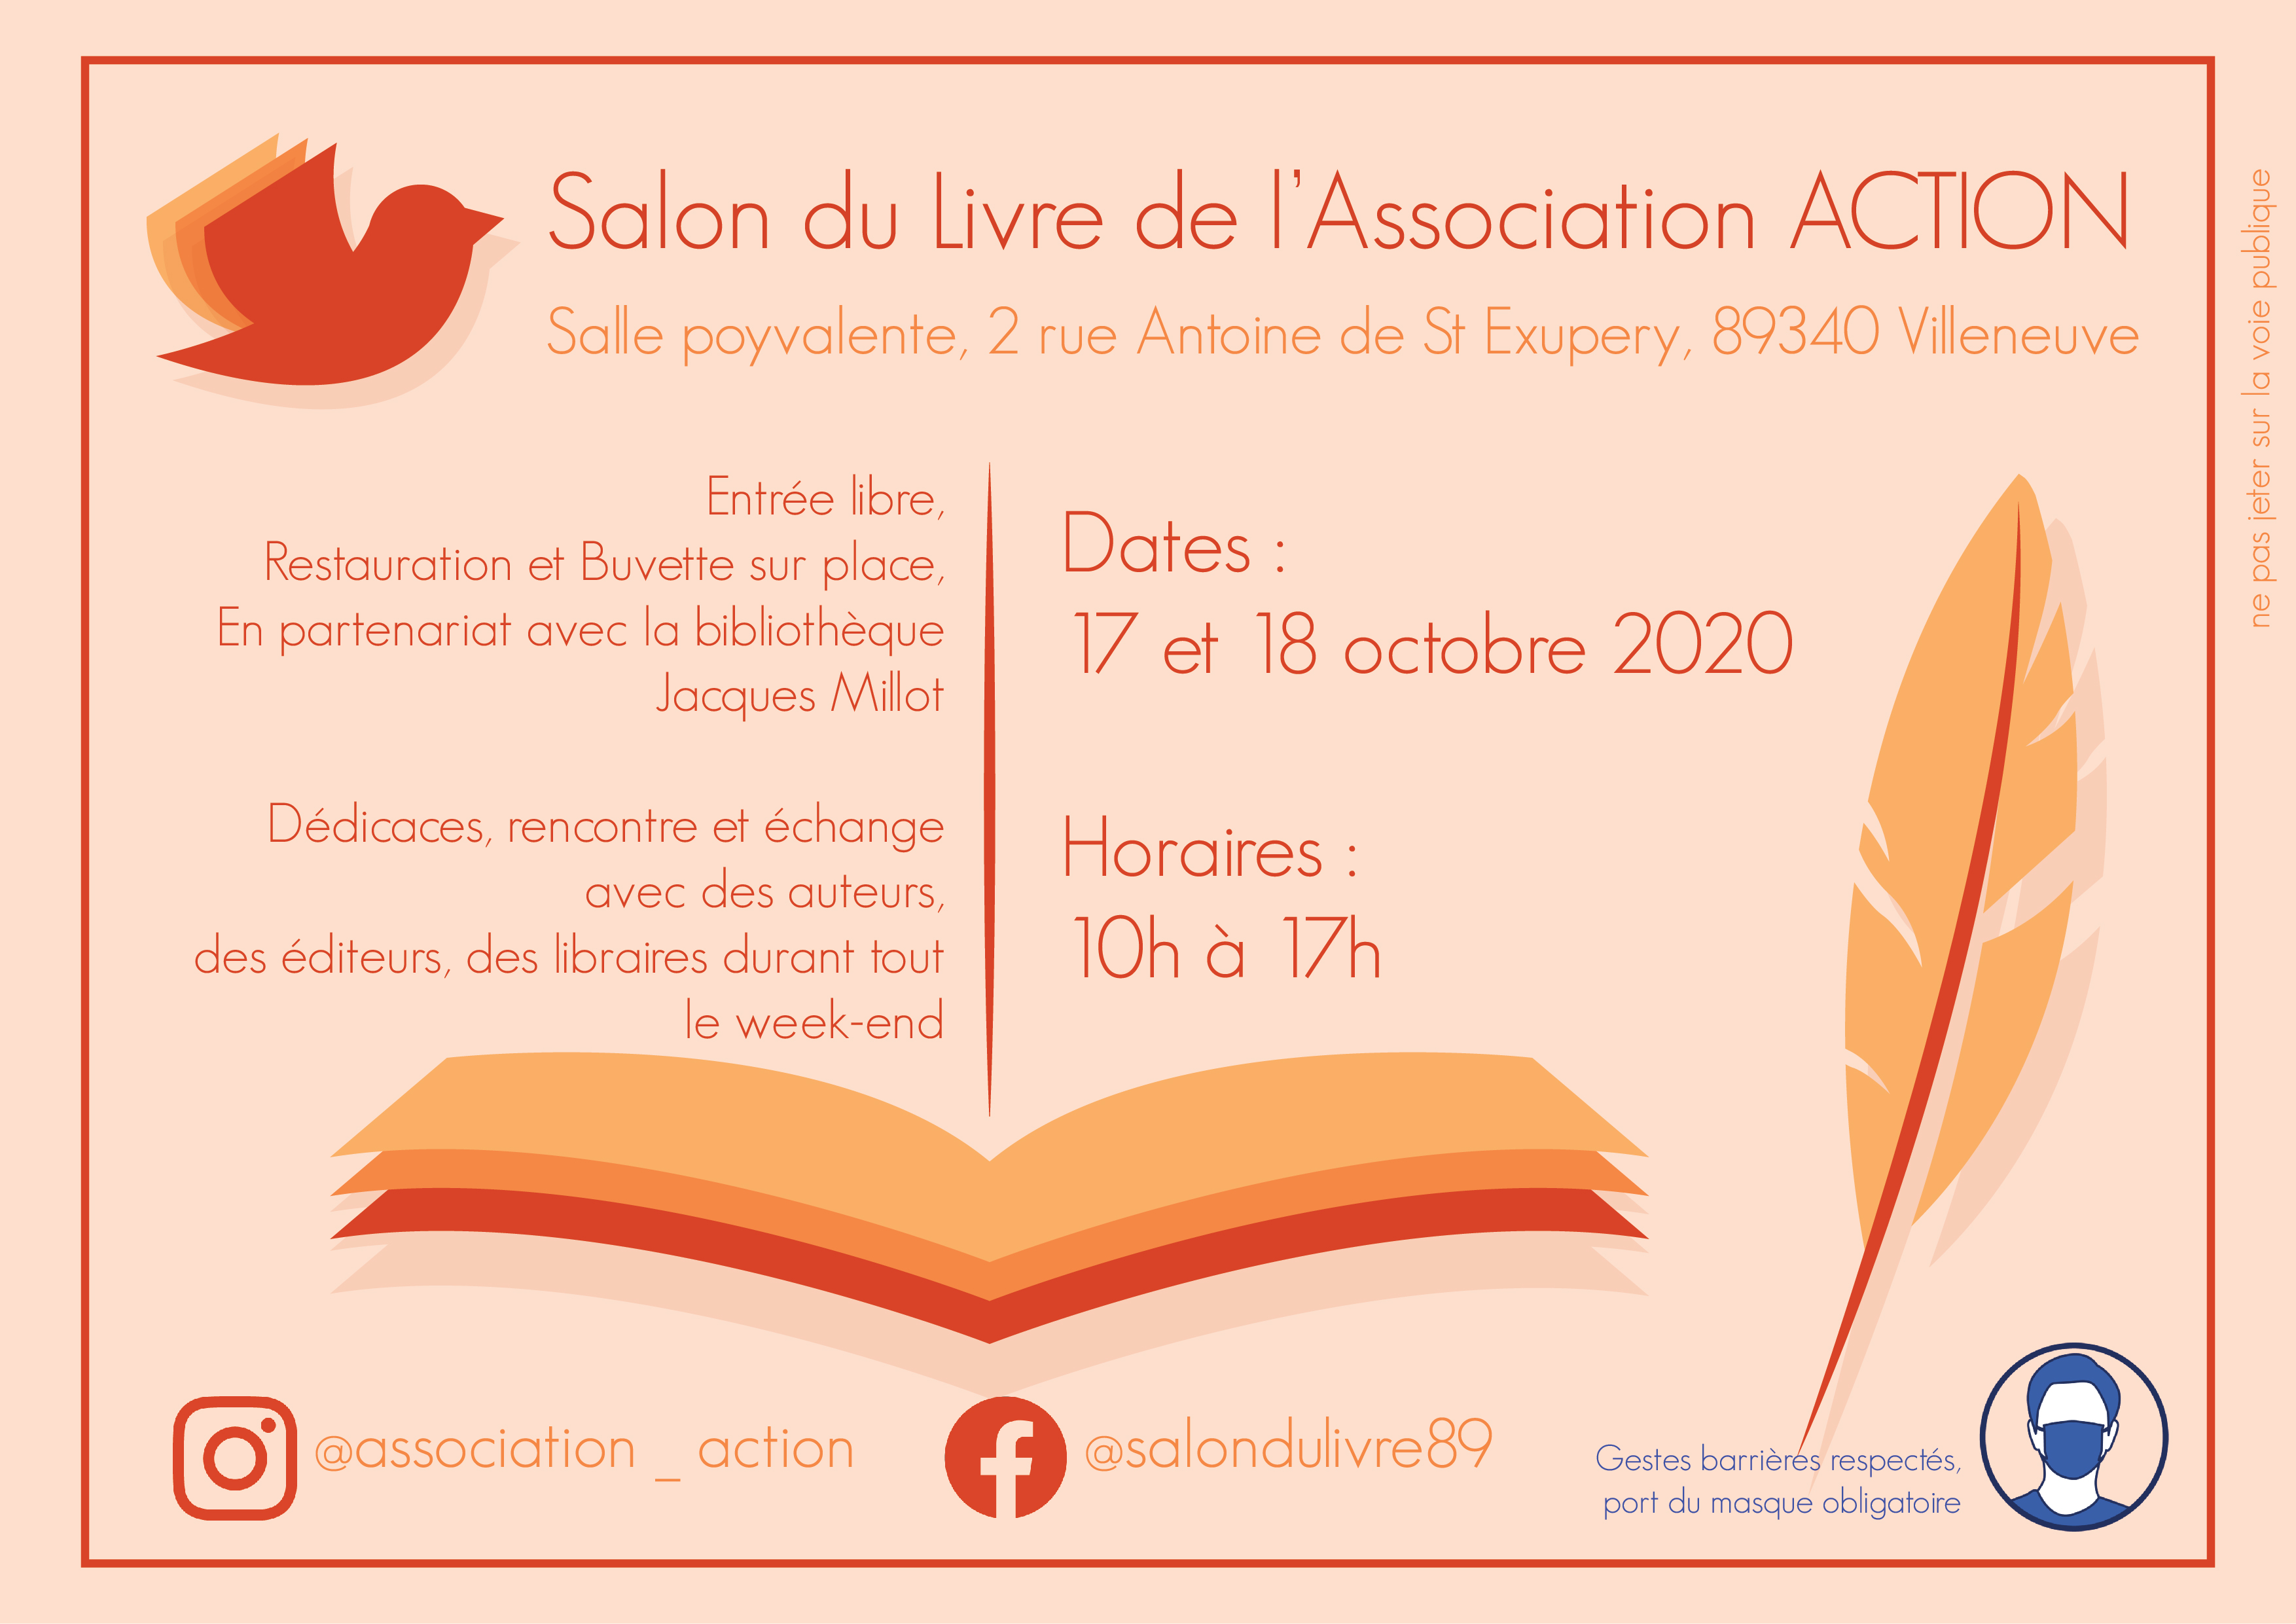 Salon du Livre de l'Association ACTION
Salle poyvalente, 2 rue Antoine de St Exupery, 89340 Villeneuve
Entrée libre,
Restauration et Buvette sur place,
En partenariat avec la bibliothèque
Jacques Millot
Dédicaces, rencontre et échange
avec des auteurs,
des éditeurs, des libraires durant tout
le week-end
Dates :
17 et 18 octobre 2020
Horaires :
10h à 17h
@association _ action
@salondulivre89
Gestes barrières respectés,
port du masque obligatoire
ne pas jeter sur la voie publique